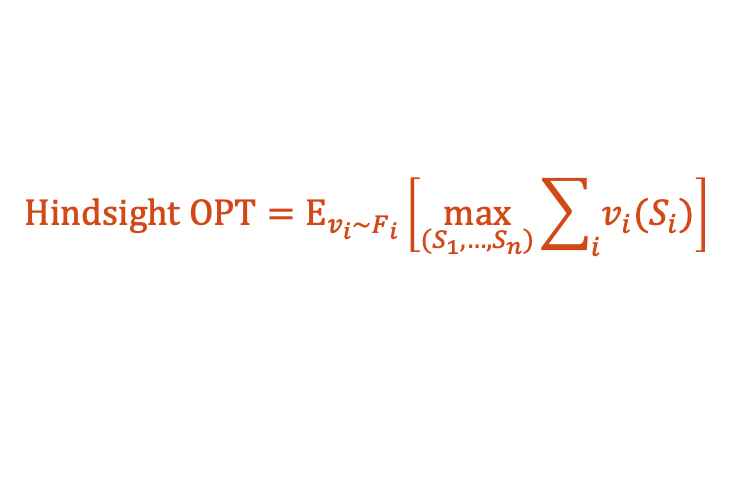 Hindsight OPT = E_{v_i∼F_i} [ max_{(S_1,…,S_n)} ∑_i v_i(S_i) ]